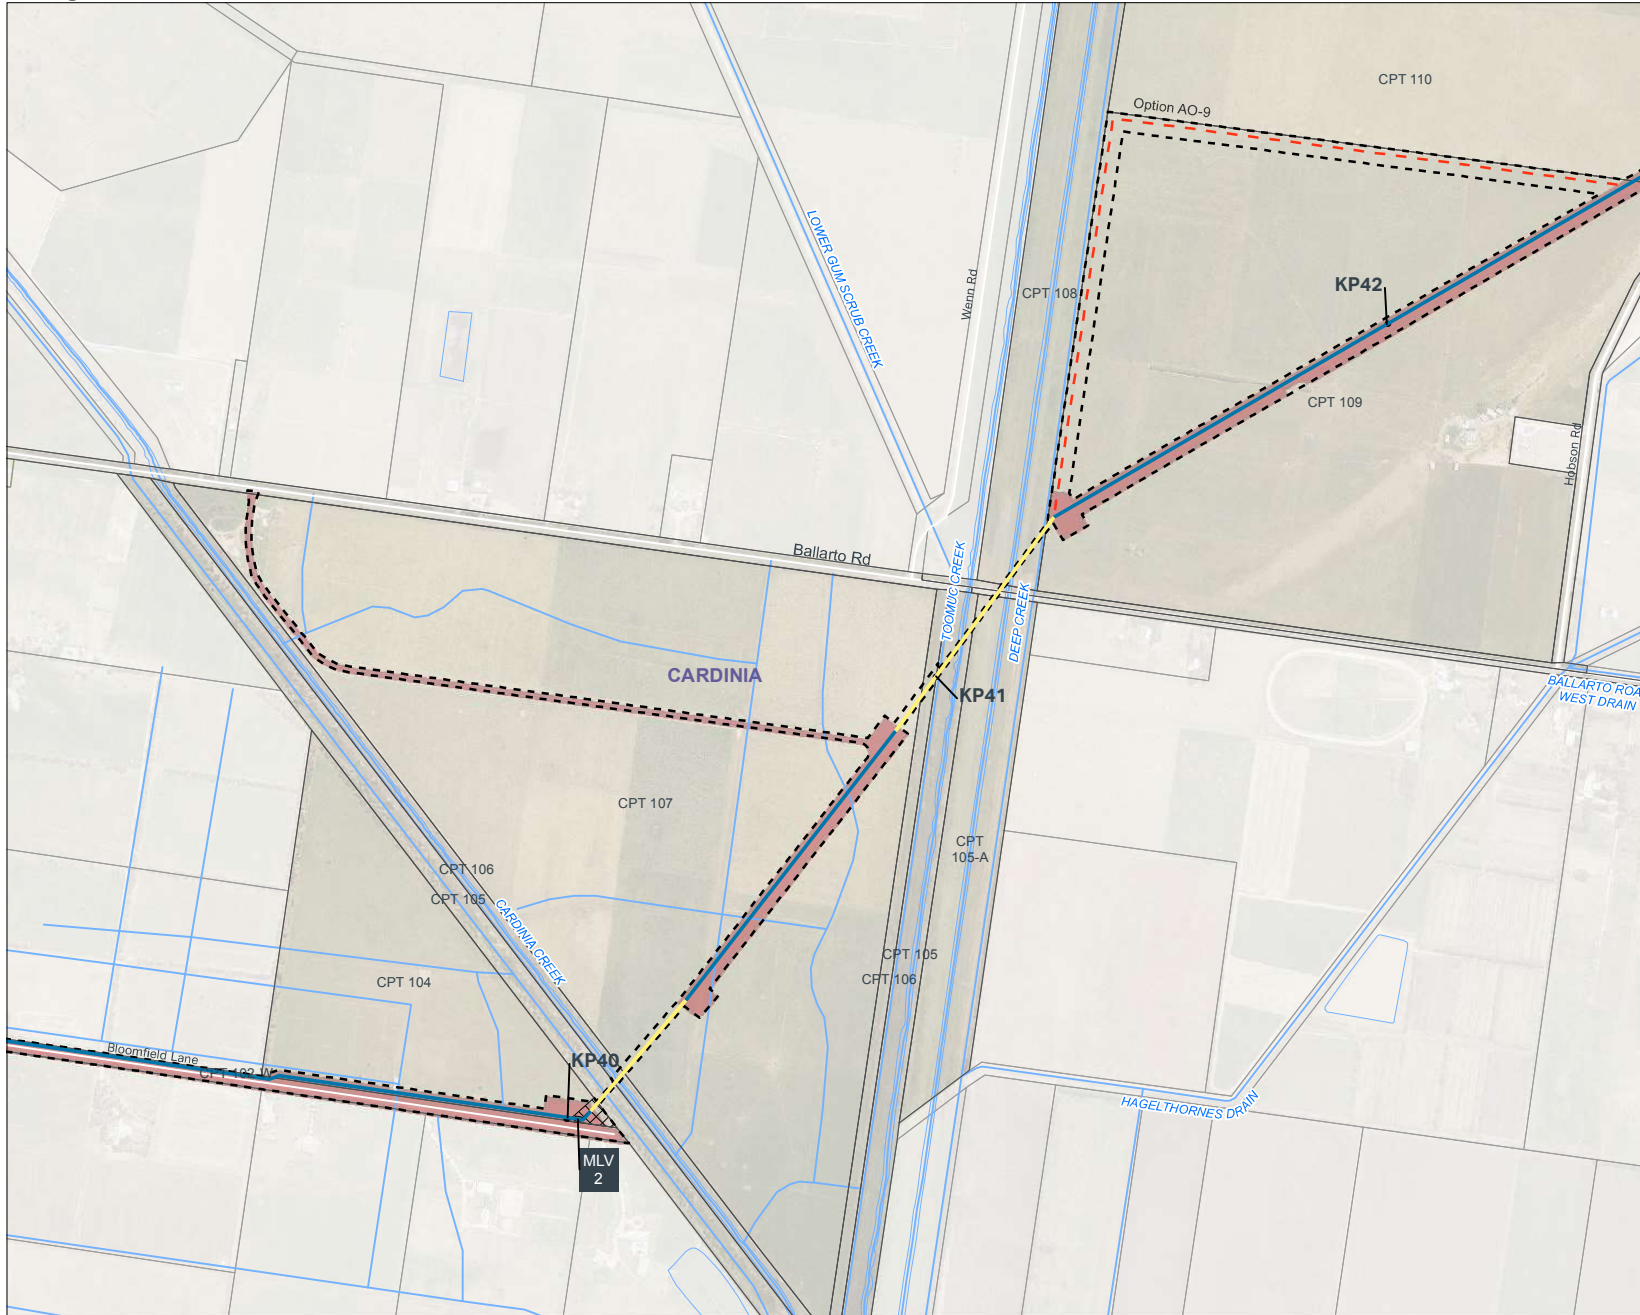 CPT 110
Option AO-9
LOWER GUM SCRUB CREEK
Wenn Rd
CPT 108
KP42
CPT 109
Hobson Rd
Ballarto Rd
TOOMUC CREEK
DEEP CREEK
CARDINIA
KP41
BALLARTO ROA
WEST DRAIN
CPT 107
CPT
105-A
CPT 106
CPT 105
CARDINIA CREEK
CPT 105
CPT 106
CPT 104
Bloomfield Lane
CPT 102-W
KP40
HAGELTHORNES DRAIN
MLV
2